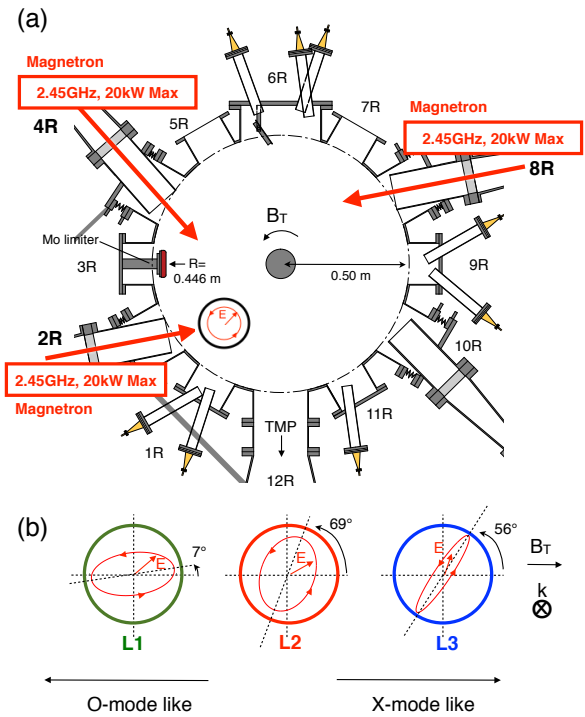 (a)
6R
Magnetron
2.45GHz, 20kW Max
4R
5R
7R
Magnetron
2.45GHz, 20kW Max
8R
B_T
Mo limiter
3R
R=
0.446 m
0.50 m
9R
E
2R
2.45GHz, 20kW Max
Magnetron
10R
1R
TMP
11R
12R
(b)
7°
69°
56°
E
E
E
B_T
k
L1
L2
L3
O-mode like
X-mode like